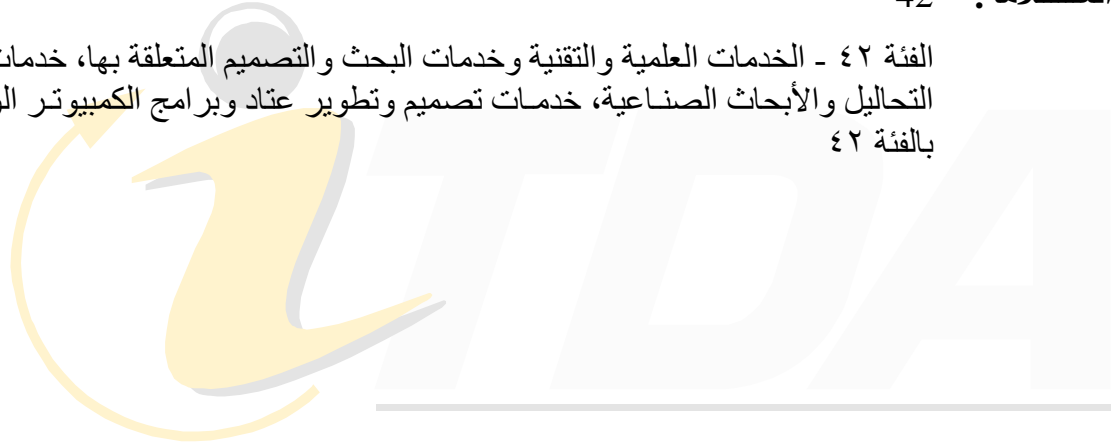 42
الفئة ٤٢ - الخدمات العلمية والتقنية وخدمات البحث والتصميم المتعلقة بها، خدمات
التحاليل والأبحاث الصناعية، خدمات تصميم وتطوير عتاد وبرامج الكمبيوتر
بالفئة ٤٢
iTDA